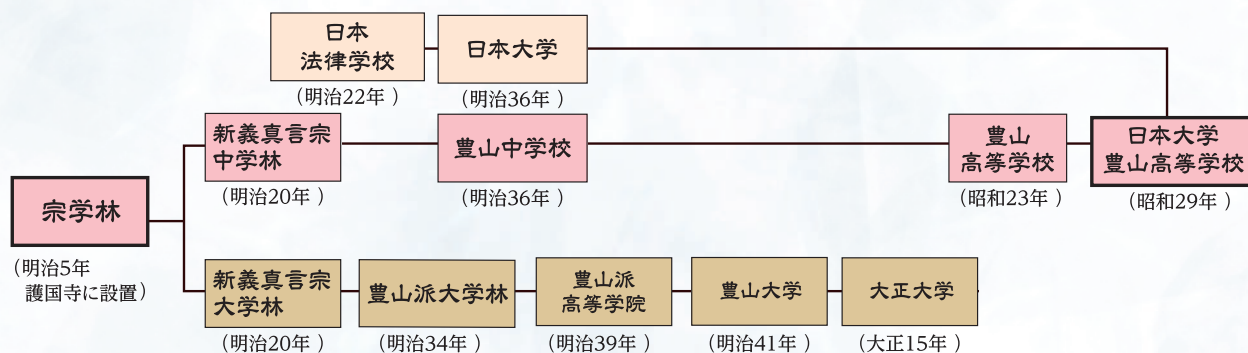 日本
法律学校
(明治22年 )
日本大学
(明治36年 )
新義真言宗
中学林
(明治20年 )
豊山中学校
(明治36年 )
豊山
高等学校
(昭和23年 )
日本大学
豊山高等学校
(昭和29年 )
宗学林
(明治5年
護国寺に設置)
新義真言宗
大学林
(明治20年 )
豊山派大学林
(明治34年 )
豊山派
高等学院
(明治39年 )
豊山大学
(明治41年 )
大正大学
(大正15年 )